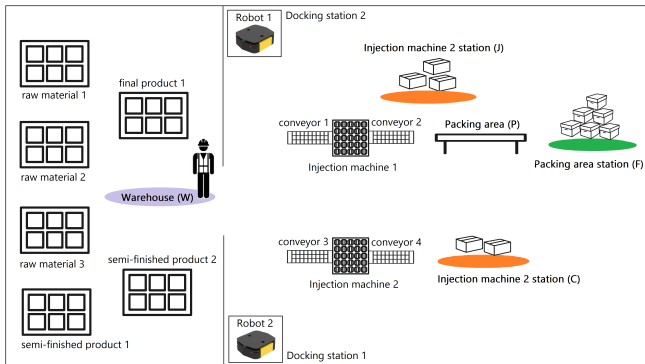 Robot 1
Docking station 2
Injection machine 2 station (J)
raw material 1
final product 1
conveyor 1
conveyor 2
Injection machine 1
Packing area (P)
Packing area station (F)
raw material 2
Warehouse (W)
raw material 3
semi-finished product 2
conveyor 3
conveyor 4
Injection machine 2
Injection machine 2 station (C)
semi-finished product 1
Robot 2
Docking station 1